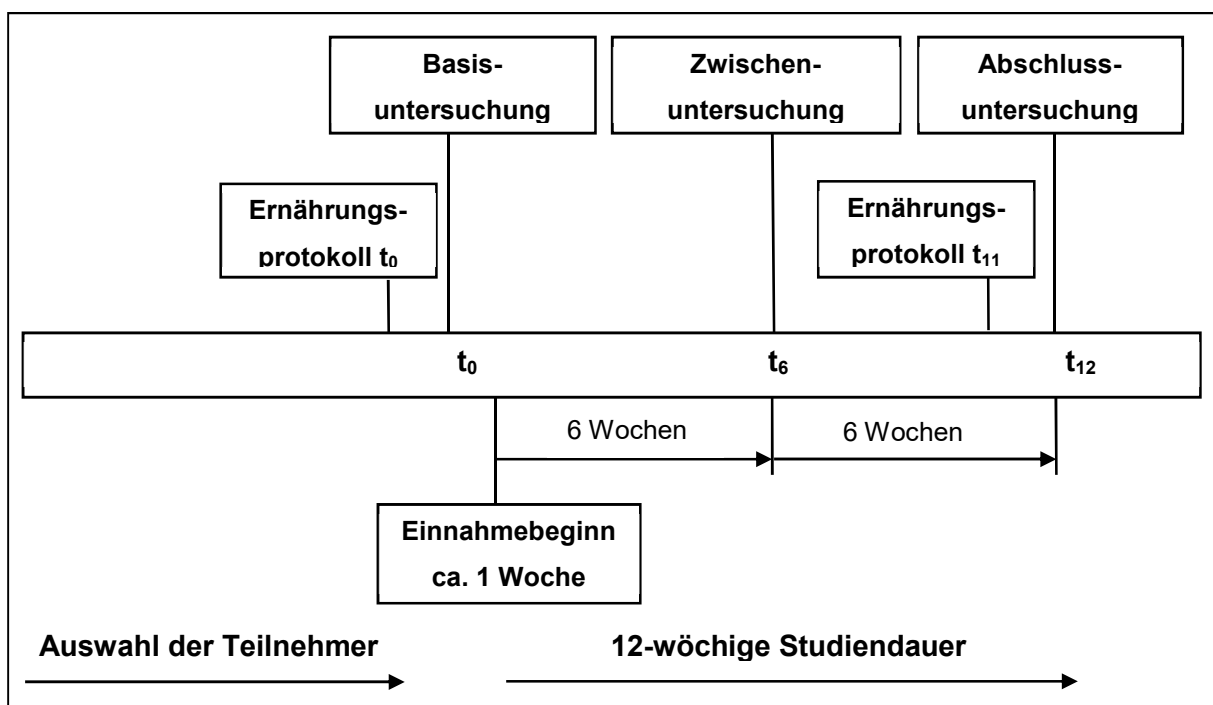 Basis-
untersuchung
Zwischen-
untersuchung
Abschluss-
untersuchung
Ernährungs-
protokoll t₀
Ernährungs-
protokoll t₁₁
t₀
t₆
t₁₂
6 Wochen
6 Wochen
Einnahmebeginn
ca. 1 Woche
Auswahl der Teilnehmer
12-wöchige Studiendauer